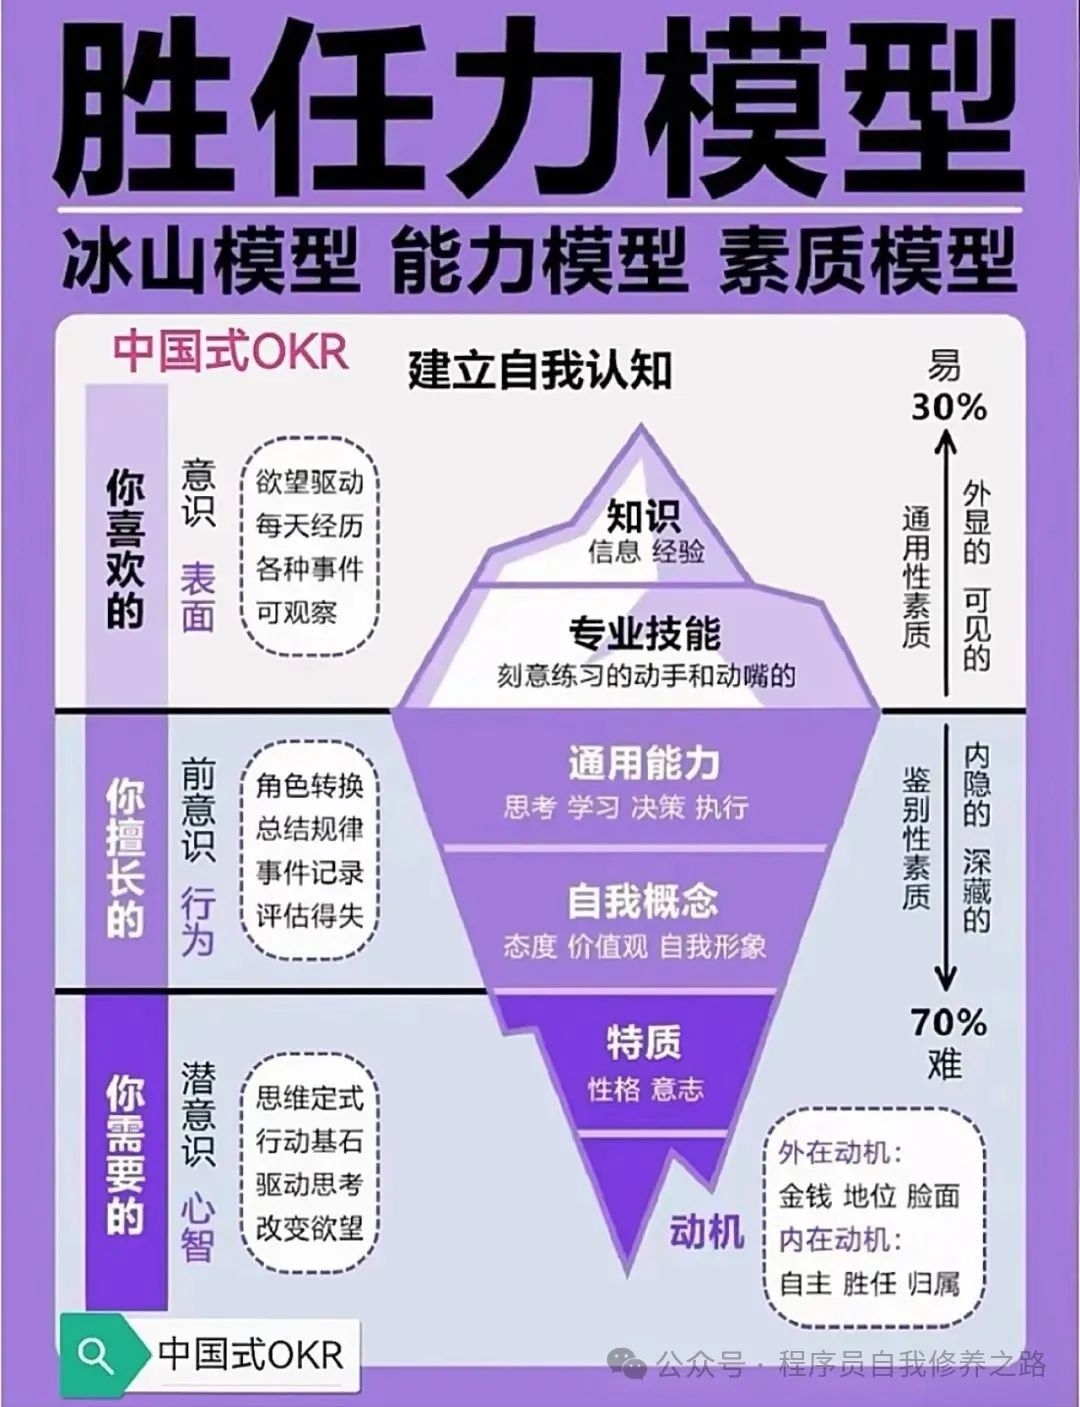 胜任力模型
冰山模型 能力模型 素质模型
中国式OKR
建立自我认知
你喜欢的
意识 表面
欲望驱动
每天经历
各种事件
可观察
知识
信息 经验
专业技能
刻意练习的动手和动嘴的
易
30%
通用性素质
外显的 可见的
你擅长的
前意识 行为
角色转换
总结规律
事件记录
评估得失
通用能力
思考 学习 决策 执行
自我概念
态度 价值观 自我形象
鉴别性素质
内隐的 深藏的
70%
难
你需要的
潜意识 心智
思维定式
行动基石
驱动思考
改变欲望
特质
性格 意志
动机
外在动机：
金钱 地位 脸面
内在动机：
自主 胜任 归属
中国式OKR
公众号 · 程序员自我修养之路